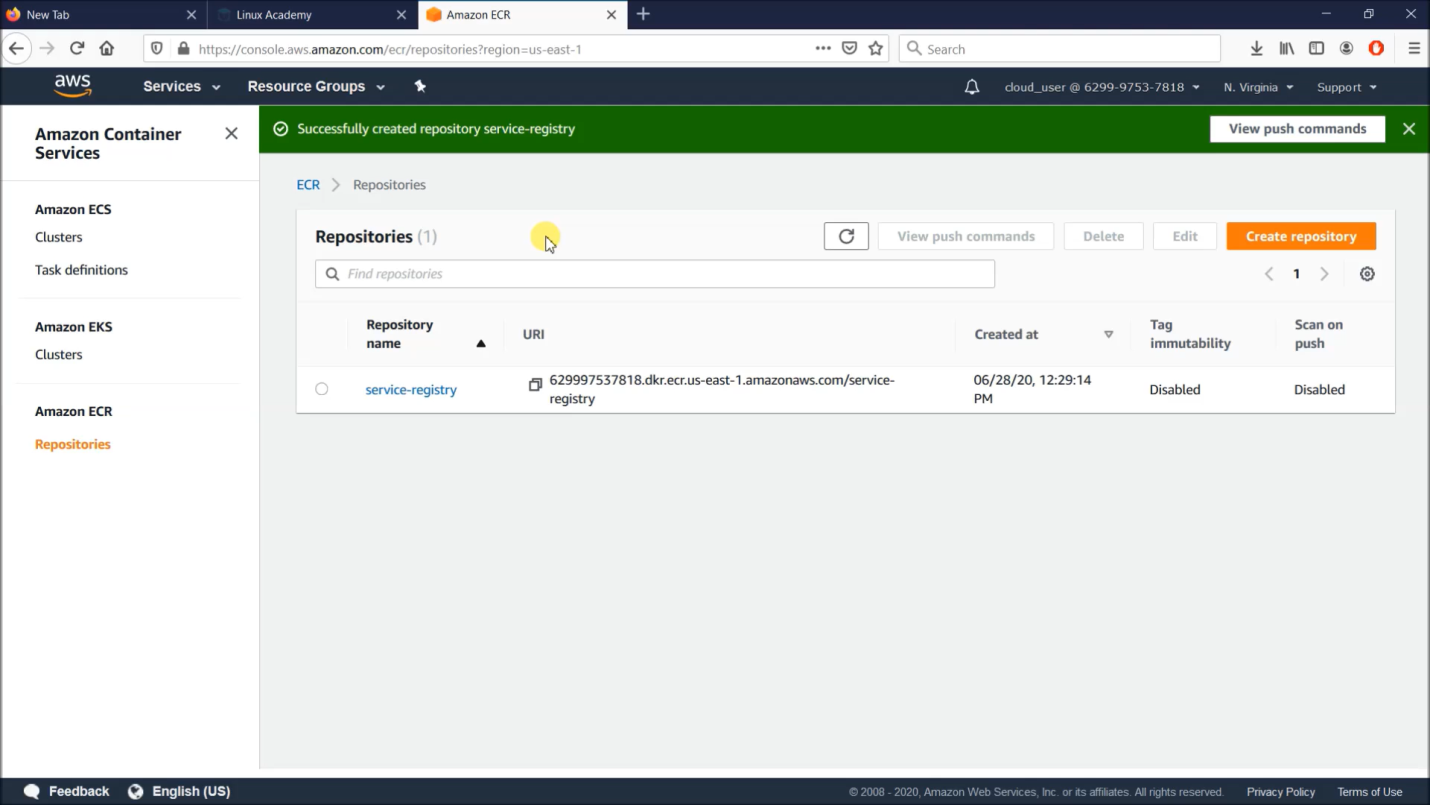 New Tab
Linux Academy
Amazon ECR
https://console.aws.amazon.com/ecr/repositories?region=us-east-1
Search
aws
Services
Resource Groups
cloud_user @ 6299-9753-7818
N. Virginia
Support
Amazon Container
Services
Amazon ECS
Clusters
Task definitions
Amazon EKS
Clusters
Amazon ECR
Repositories
Successfully created repository service-registry
View push commands
ECR
Repositories
Repositories (1)
View push commands
Delete
Edit
Create repository
Find repositories
1
Repository
name
URI
Created at
Tag
immutability
Scan on
push
service-registry
629997537818.dkr.ecr.us-east-1.amazonaws.com/service-
registry
06/28/20, 12:29:14
PM
Disabled
Disabled
Feedback
English (US)
© 2008 - 2020, Amazon Web Services, Inc. or its affiliates. All rights reserved.
Privacy Policy
Terms of Use